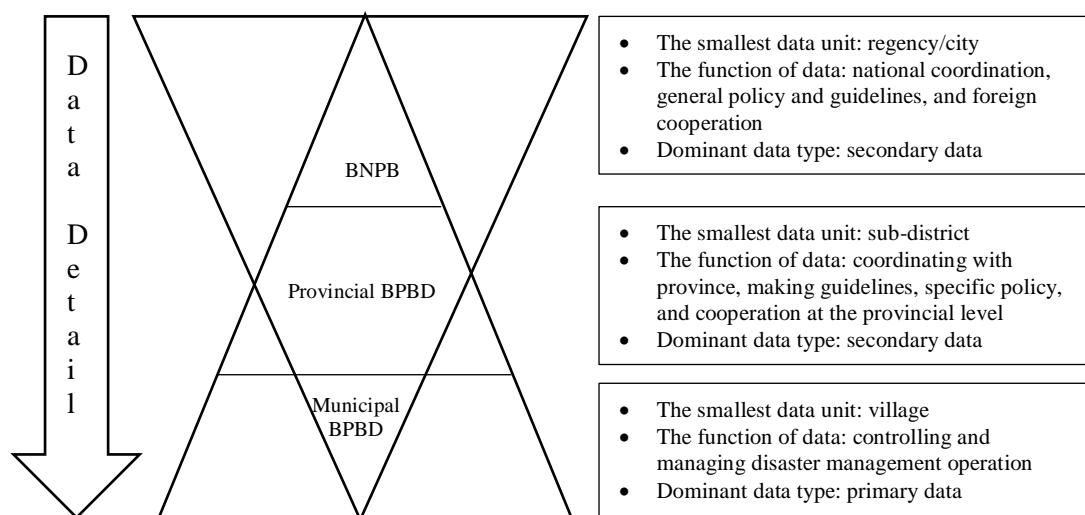 Data Detail
BNPB
Provincial BPBD
Municipal
BPBD
• The smallest data unit: regency/city
• The function of data: national coordination,
general policy and guidelines, and foreign
cooperation
• Dominant data type: secondary data
• The smallest data unit: sub-district
• The function of data: coordinating with
province, making guidelines, specific policy,
and cooperation at the provincial level
• Dominant data type: secondary data
• The smallest data unit: village
• The function of data: controlling and
managing disaster management operation
• Dominant data type: primary data